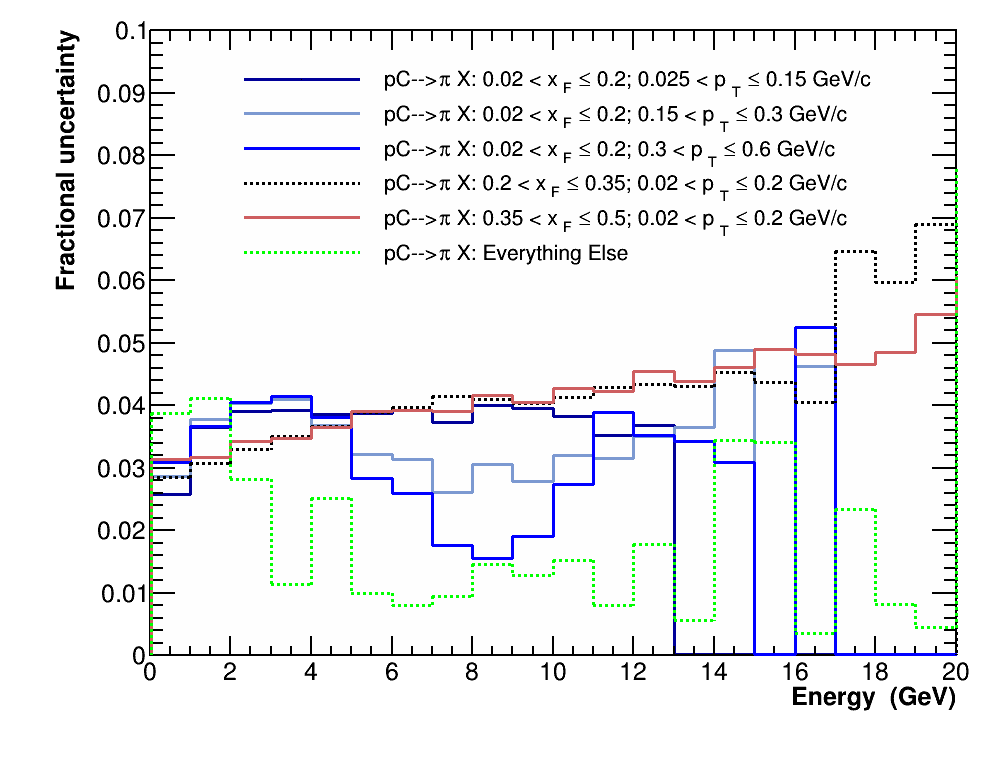 Fractional uncertainty
0.1
0.09
0.08
0.07
0.06
0.05
0.04
0.03
0.02
0.01
0
pC-->π X: 0.02 < x F ≤ 0.2; 0.025 < p T ≤ 0.15 GeV/c
pC-->π X: 0.02 < x F ≤ 0.2; 0.15 < p T ≤ 0.3 GeV/c
pC-->π X: 0.02 < x F ≤ 0.2; 0.3 < p T ≤ 0.6 GeV/c
pC-->π X: 0.2 < x F ≤ 0.35; 0.02 < p T ≤ 0.2 GeV/c
pC-->π X: 0.35 < x F ≤ 0.5; 0.02 < p T ≤ 0.2 GeV/c
pC-->π X: Everything Else
0 2 4 6 8 10 12 14 16 18 20
Energy (GeV)